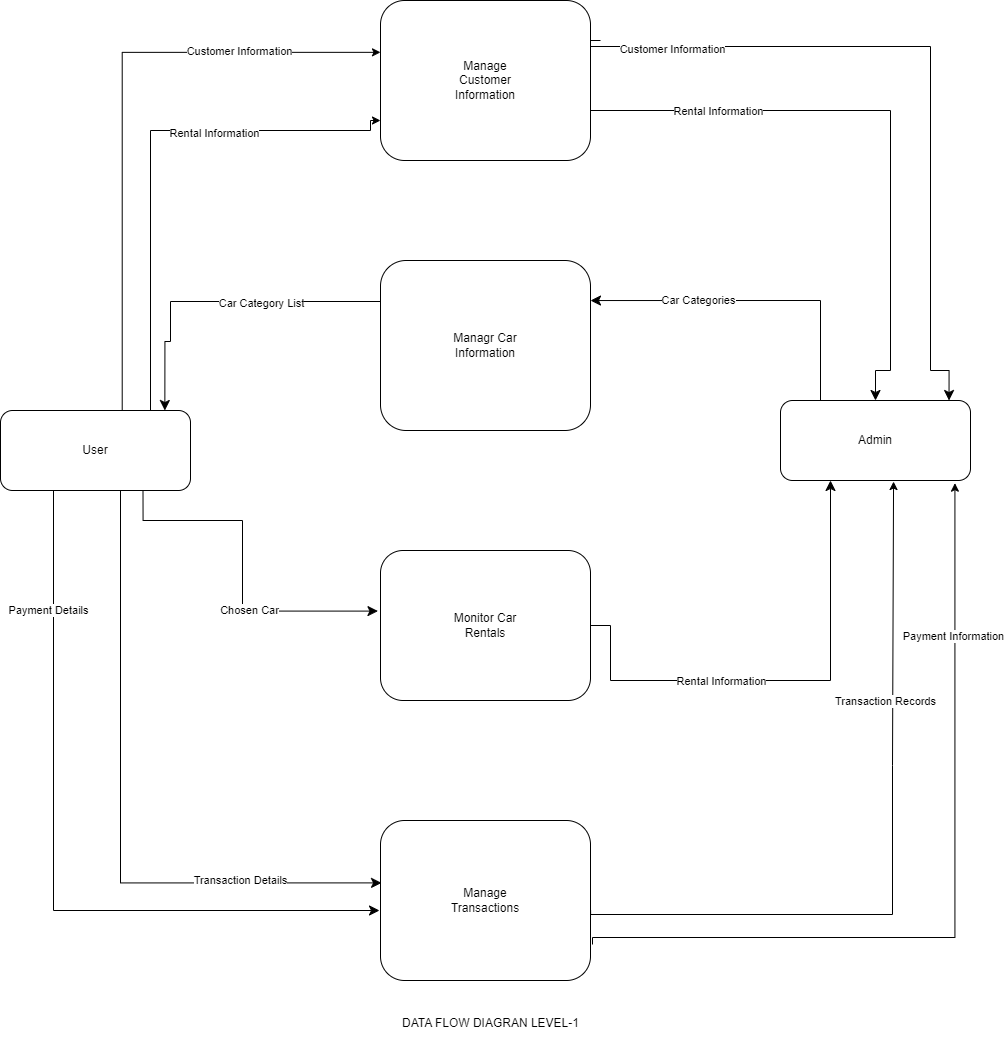 Customer Information
Customer Information
Manage
Customer
Information
Rental Information
Rental Information
Car Category List
Car Categories
Managr Car
Information
User
Admin
Payment Details
Chosen Car
Monitor Car
Rentals
Payment Information
Rental Information
Transaction Records
Transaction Details
Manage
Transactions
DATA FLOW DIAGRAN LEVEL-1